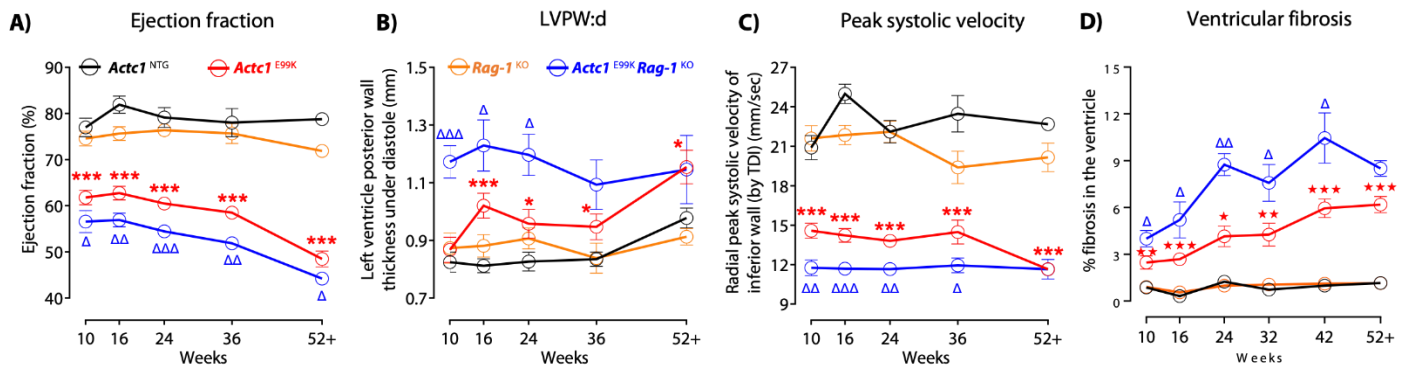 A) Ejection fraction
Ejection fraction (%)
90
80
70
60
50
40
Actc1 NTG
Actc1 E99K
***
***
***
***
***
Δ
ΔΔ
ΔΔΔ
ΔΔ
Δ
10 16 24 36 52+
Weeks
B) LVPW:d
Left ventricle posterior wall
thickness under diastole (mm)
1.5
1.3
1.1
0.9
0.7
Rag-1 KO
Actc1 E99K Rag-1 KO
ΔΔΔ
Δ
Δ
***
*
*
*
10 16 24 36 52+
Weeks
C) Peak systolic velocity
Radial peak systolic velocity of
inferior wall (by TDI) (mm/sec)
27
24
21
18
15
12
9
***
***
**
***
***
ΔΔ
ΔΔΔ
ΔΔ
Δ
10 16 24 36 52+
Weeks
D) Ventricular fibrosis
% fibrosis in the ventricle
15
12
9
6
3
0
Δ
Δ
ΔΔ
Δ
Δ
Δ
★★
★★★
★
★★
★★★
★★★
10 16 24 32 42 52+
Weeks